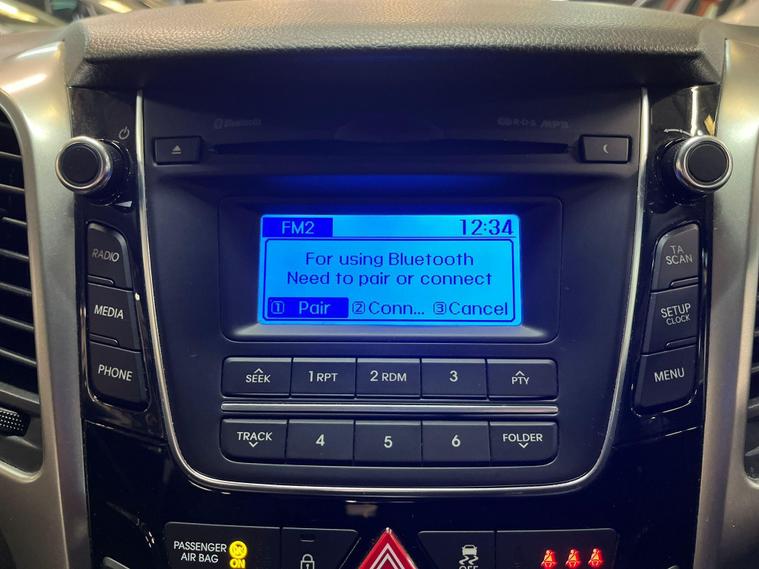 Bluetooth
R·D·S MP3
FM2 12:34
For using Bluetooth
Need to pair or connect
① Pair ② Conn... ③ Cancel
RADIO
MEDIA
PHONE
TA
SCAN
SETUP
CLOCK
MENU
SEEK 1 RPT 2 RDM 3 PTY
TRACK 4 5 6 FOLDER
PASSENGER
AIR BAG
ON
OFF